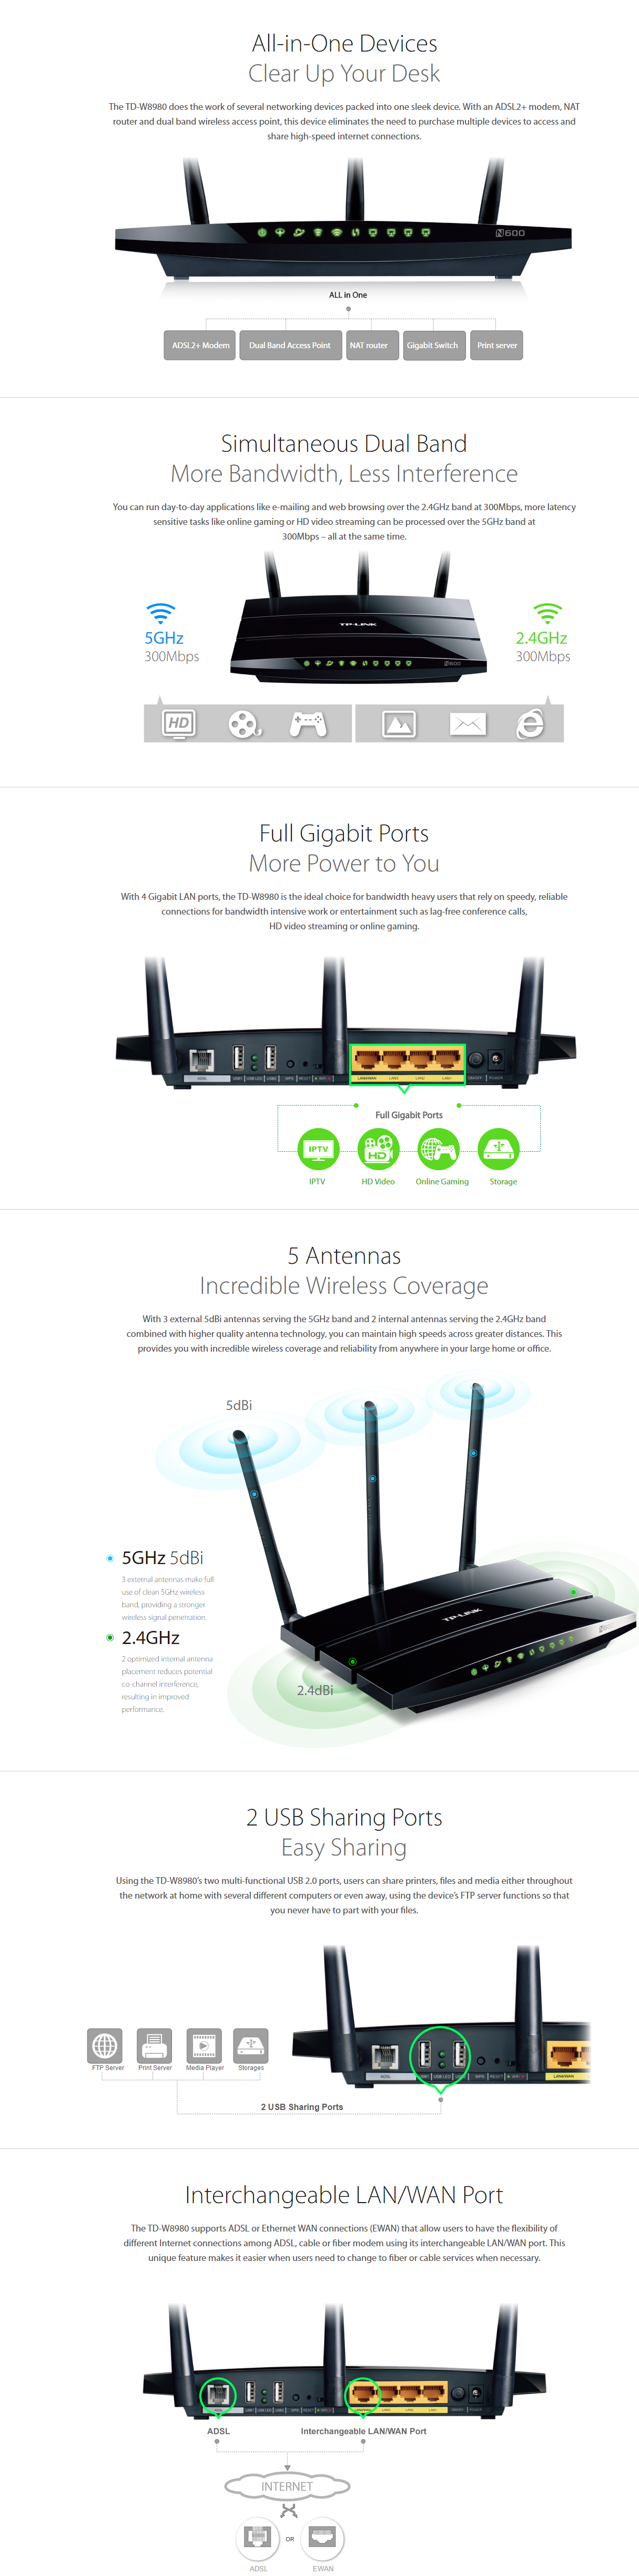 All-in-One Devices
Clear Up Your Desk
The TD-W8980 does the work of several networking devices packed into one sleek device. With an ADSL2+ modem, NAT
router and dual band wireless access point, this device eliminates the need to purchase multiple devices to access and
share high-speed internet connections.
N600
ALL in One
ADSL2+ Modem
Dual Band Access Point
NAT router
Gigabit Switch
Print server
Simultaneous Dual Band
More Bandwidth, Less Interference
You can run day-to-day applications like e-mailing and web browsing over the 2.4GHz band at 300Mbps, more latency
sensitive tasks like online gaming or HD video streaming can be processed over the 5GHz band at
300Mbps – all at the same time.
5GHz
300Mbps
TP-LINK
N600
2.4GHz
300Mbps
HD
Full Gigabit Ports
More Power to You
With 4 Gigabit LAN ports, the TD-W8980 is the ideal choice for bandwidth heavy users that rely on speedy, reliable
connections for bandwidth intensive work or entertainment such as lag-free conference calls,
HD video streaming or online gaming.
Full Gigabit Ports
IPTV
HD
IPTV
HD Video
Online Gaming
Storage
5 Antennas
Incredible Wireless Coverage
With 3 external 5dBi antennas serving the 5GHz band and 2 internal antennas serving the 2.4GHz band
combined with higher quality antenna technology, you can maintain high speeds across greater distances. This
provides you with incredible wireless coverage and reliability from anywhere in your large home or office.
5dBi
5GHz 5dBi
3 external antennas make full
use of clean 5GHz wireless
band, providing a stronger
wireless signal penetration.
2.4GHz
2 optimized internal antenna
placement reduces potential
co-channel interference,
resulting in improved
performance.
TP-LINK
2.4dBi
2 USB Sharing Ports
Easy Sharing
Using the TD-W8980's two multi-functional USB 2.0 ports, users can share printers, files and media either throughout
the network at home with several different computers or even away, using the device's FTP server functions so that
you never have to part with your files.
FTP Server
Print Server
Media Player
Storages
2 USB Sharing Ports
Interchangeable LAN/WAN Port
The TD-W8980 supports ADSL or Ethernet WAN connections (EWAN) that allow users to have the flexibility of
different Internet connections among ADSL, cable or fiber modem using its interchangeable LAN/WAN port. This
unique feature makes it easier when users need to change to fiber or cable services when necessary.
ADSL
Interchangeable LAN/WAN Port
INTERNET
OR
ADSL
EWAN